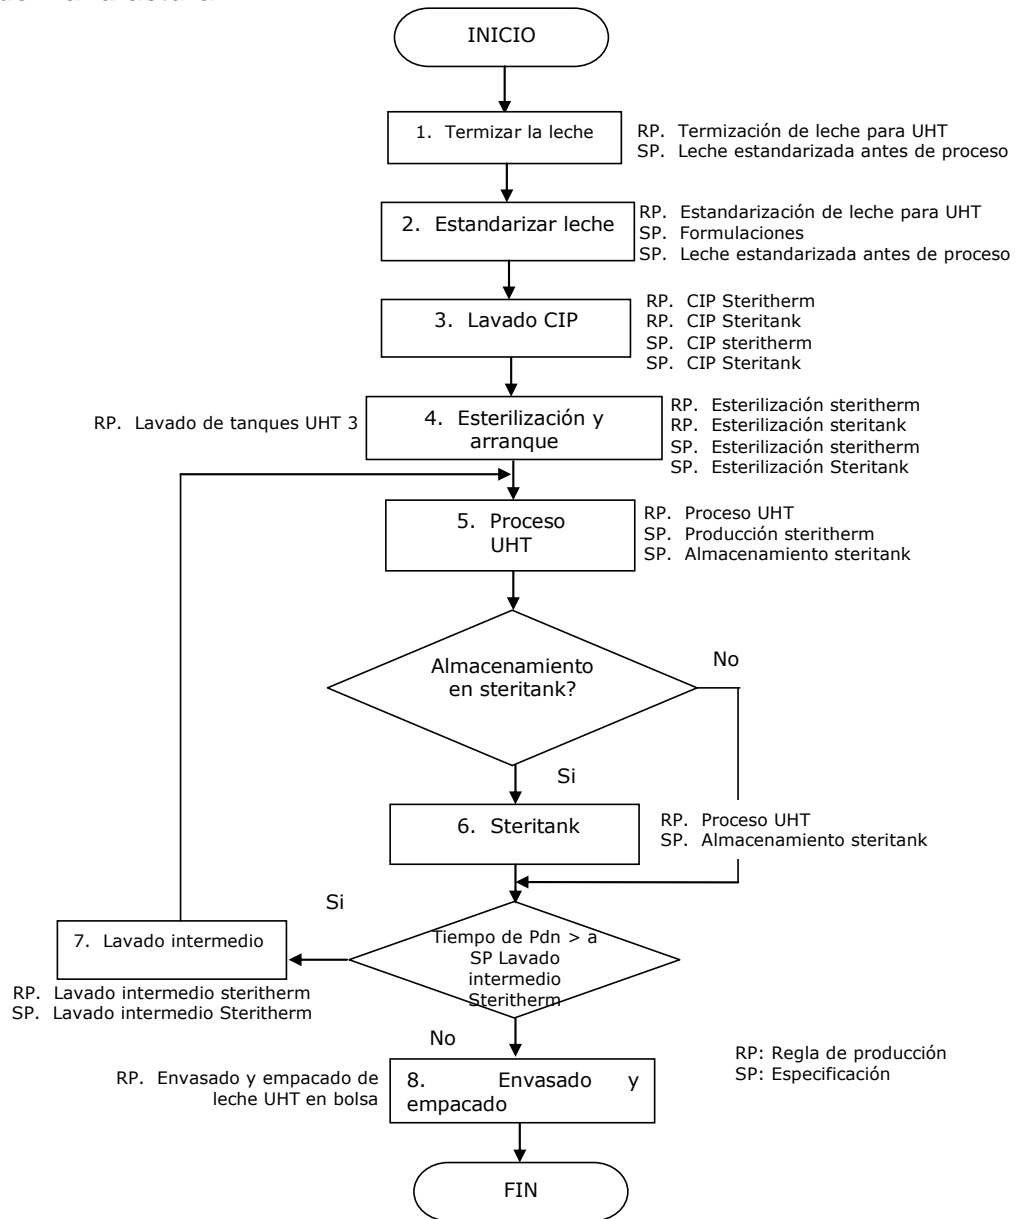 INICIO
1. Termizar la leche
RP. Termización de leche para UHT
SP. Leche estandarizada antes de proceso
2. Estandarizar leche
RP. Estandarización de leche para UHT
SP. Formulaciones
SP. Leche estandarizada antes de proceso
3. Lavado CIP
RP. CIP Steritherm
RP. CIP Steritank
SP. CIP steritherm
SP. CIP Steritank
RP. Lavado de tanques UHT 3
4. Esterilización y
arranque
RP. Esterilización steritherm
RP. Esterilización steritank
SP. Esterilización steritherm
SP. Esterilización Steritank
5. Proceso
UHT
RP. Proceso UHT
SP. Producción steritherm
SP. Almacenamiento steritank
Almacenamiento
en steritank?
No
Si
6. Steritank
RP. Proceso UHT
SP. Almacenamiento steritank
Si
7. Lavado intermedio
RP. Lavado intermedio steritherm
SP. Lavado intermedio Steritherm
Tiempo de Pdn > a
SP Lavado
intermedio
Steritherm
No
RP. Envasado y empacado de
leche UHT en bolsa
8. Envasado y
empacado
RP: Regla de producción
SP: Especificación
FIN